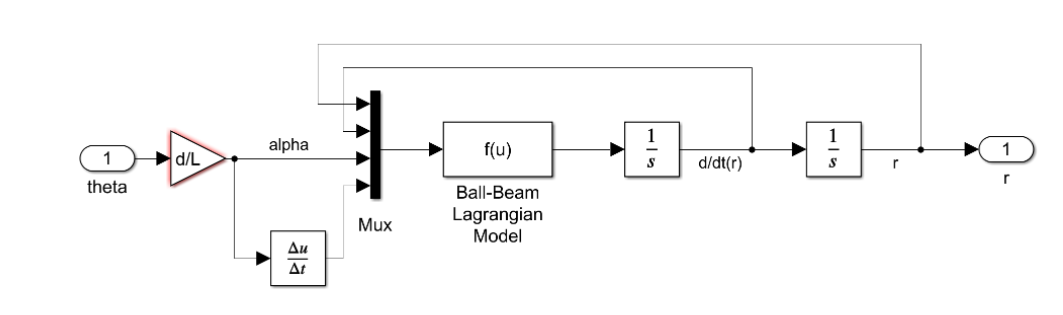 1
theta
d/L
alpha
Δu
Δt
Mux
f(u)
Ball-Beam
Lagrangian
Model
1
s
d/dt(r)
1
s
r
1
r